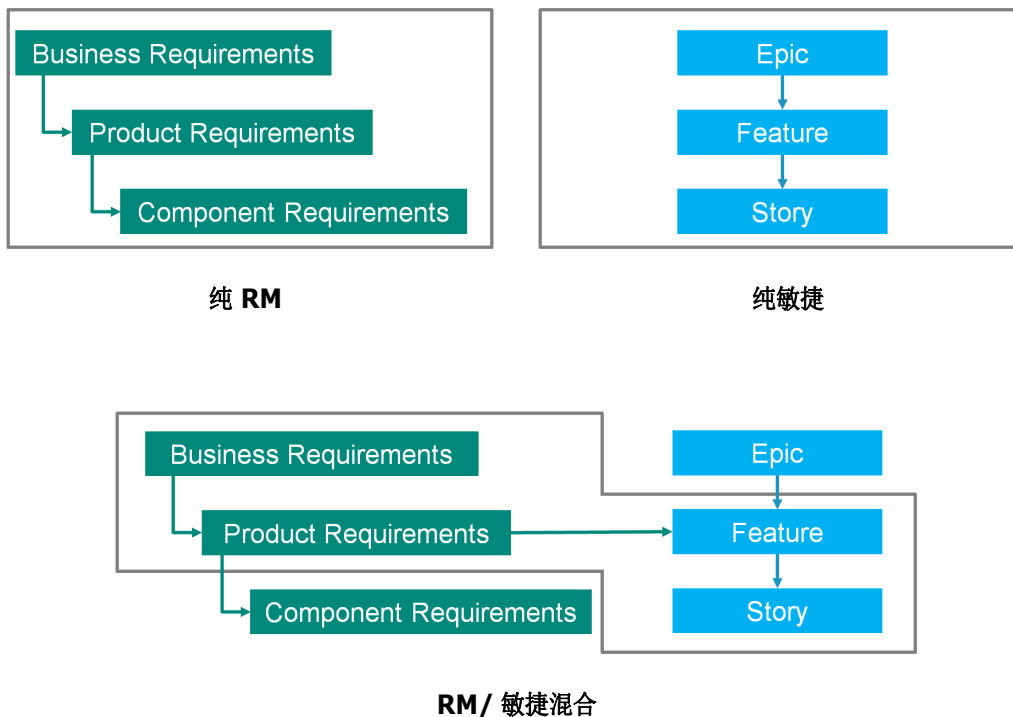 Business Requirements
Product Requirements
Component Requirements
纯 RM
Epic
Feature
Story
纯敏捷
Business Requirements
Product Requirements
Component Requirements
Epic
Feature
Story
RM/ 敏捷混合